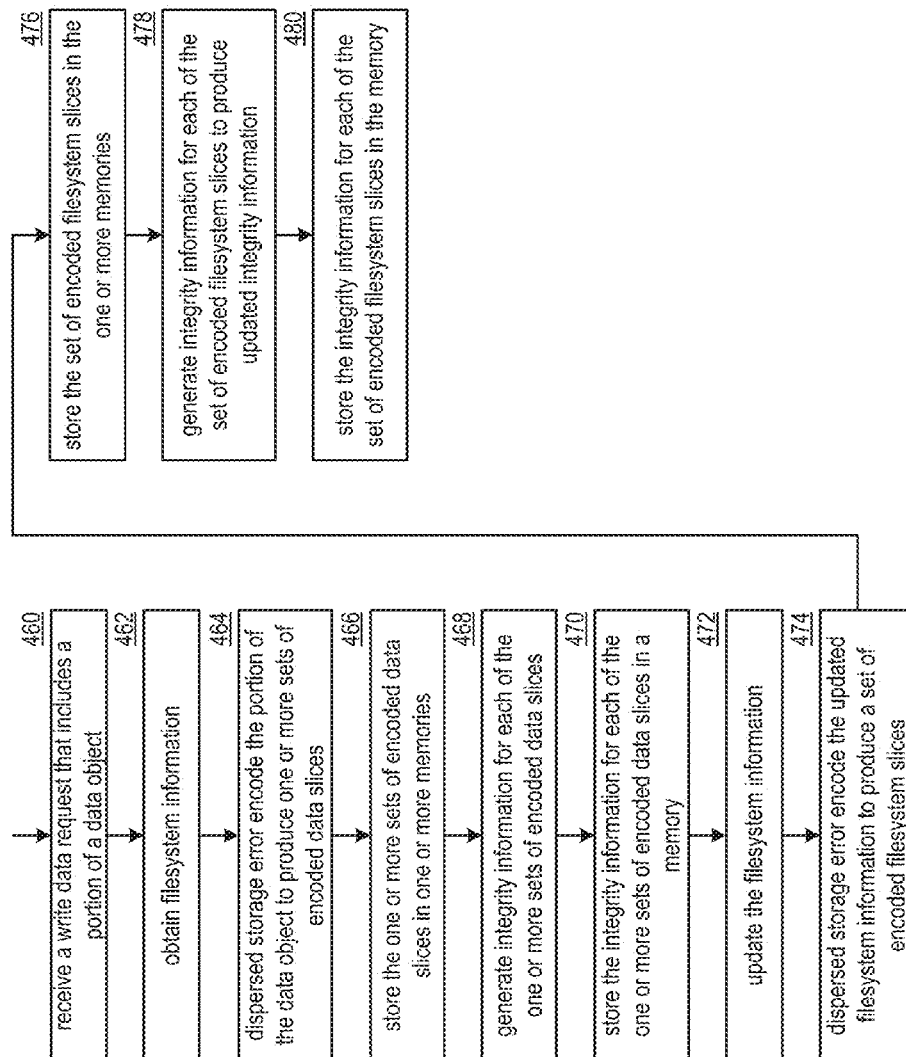 460
receive a write data request that includes a
portion of a data object
462
obtain filesystem information
464
dispersed storage error encode the portion of
the data object to produce one or more sets of
encoded data slices
466
store the one or more sets of encoded data
slices in one or more memories
468
generate integrity information for each of the
one or more sets of encoded data slices
470
store the integrity information for each of the
one or more sets of encoded data slices in a
memory
472
update the filesystem information
474
dispersed storage error encode the updated
filesystem information to produce a set of
encoded filesystem slices
476
store the set of encoded filesystem slices in the
one or more memories
478
generate integrity information for each of the
set of encoded filesystem slices to produce
updated integrity information
480
store the integrity information for each of the
set of encoded filesystem slices in the memory